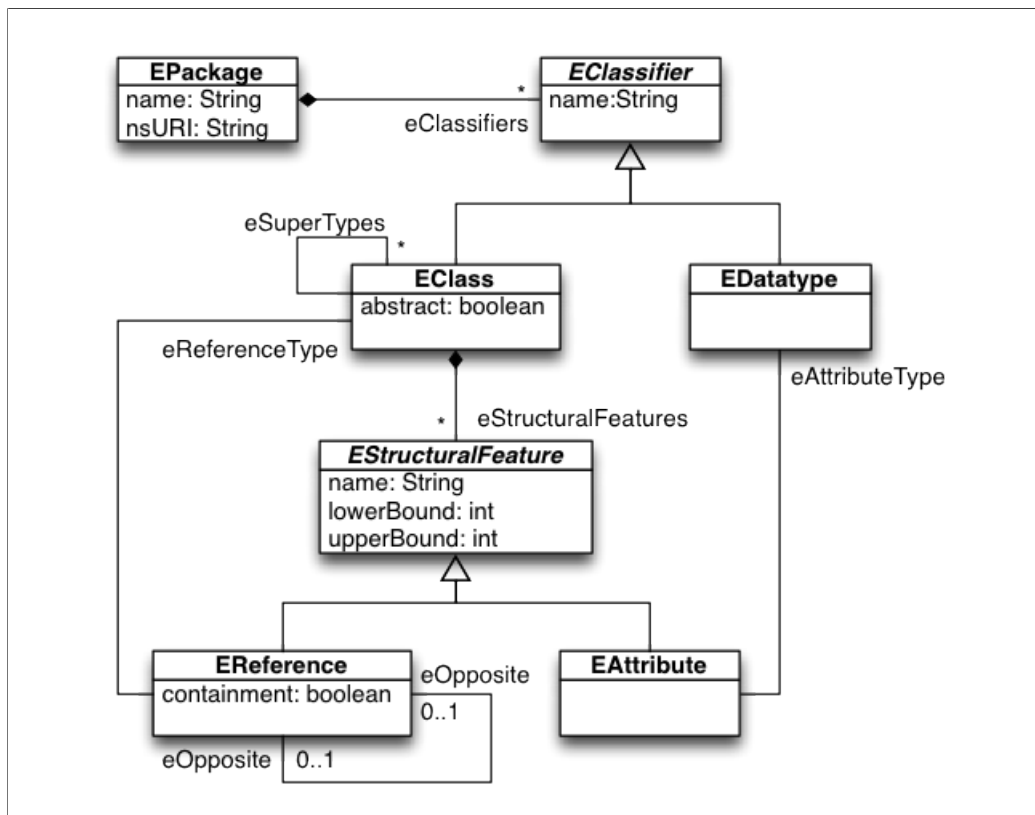 EPackage
name: String
nsURI: String
EClassifier
name:String
*
eClassifiers
eSuperTypes
*
EClass
abstract: boolean
EDatatype
eReferenceType
eAttributeType
*
eStructuralFeatures
EStructuralFeature
name: String
lowerBound: int
upperBound: int
EReference
containment: boolean
eOpposite
0..1
EAttribute
eOpposite
0..1